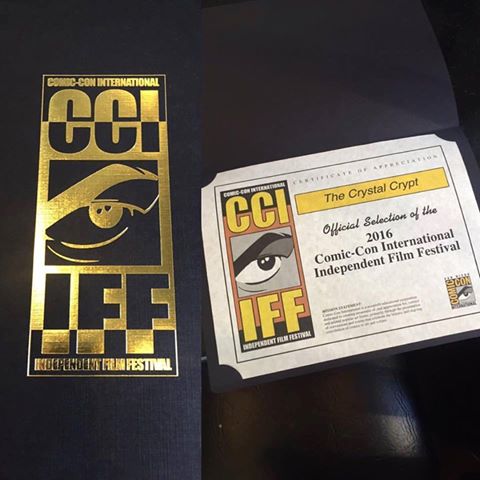 COMIC-CON INTERNATIONAL
CCI
IFF
INDEPENDENT FILM FESTIVAL
CERTIFICATE OF APPRECIATION
COMIC-CON INTERNATIONAL
CCI
IFF
INDEPENDENT FILM FESTIVAL
The Crystal Crypt
Official Selection of the
2016
Comic-Con International
Independent Film Festival
MISSION STATEMENT:
COMIC
CON
INTERNATIONAL